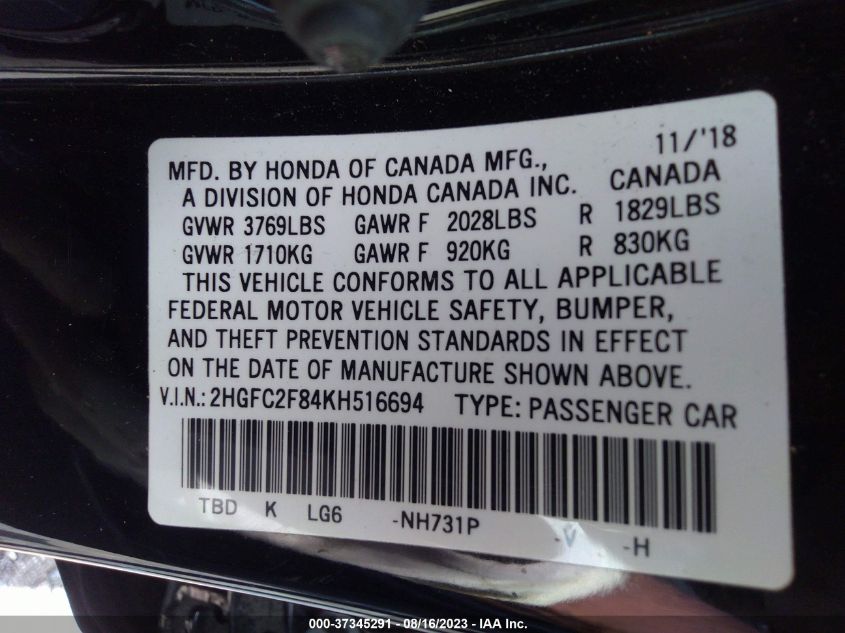 11/'18
MFD. BY HONDA OF CANADA MFG.,
A DIVISION OF HONDA CANADA INC. CANADA
GVWR 3769LBS GAWR F 2028LBS R 1829LBS
GVWR 1710KG GAWR F 920KG R 830KG
THIS VEHICLE CONFORMS TO ALL APPLICABLE
FEDERAL MOTOR VEHICLE SAFETY, BUMPER,
AND THEFT PREVENTION STANDARDS IN EFFECT
ON THE DATE OF MANUFACTURE SHOWN ABOVE.
V.I.N.: 2HGFC2F84KH516694 TYPE: PASSENGER CAR
TBD K LG6 -NH731P -V -H
000-37345291 - 08/16/2023 - IAA Inc.